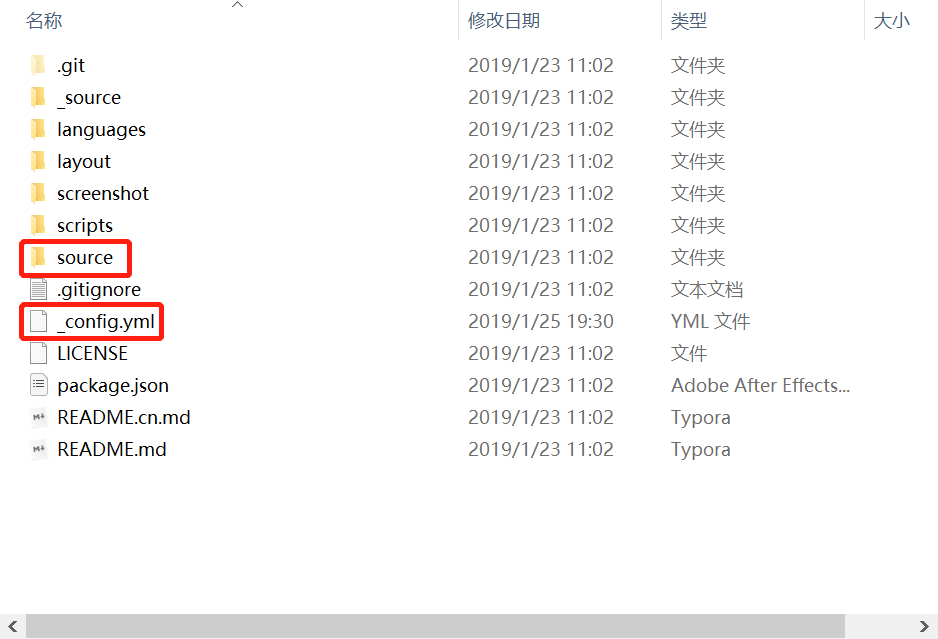 名称 修改日期 类型 大小
.git 2019/1/23 11:02 文件夹
_source 2019/1/23 11:02 文件夹
languages 2019/1/23 11:02 文件夹
layout 2019/1/23 11:02 文件夹
screenshot 2019/1/23 11:02 文件夹
scripts 2019/1/23 11:02 文件夹
source 2019/1/23 11:02 文件夹
.gitignore 2019/1/23 11:02 文本文档
_config.yml 2019/1/25 19:30 YML 文件
LICENSE 2019/1/23 11:02 文件
package.json 2019/1/23 11:02 Adobe After Effects...
README.cn.md 2019/1/23 11:02 Typora
README.md 2019/1/23 11:02 Typora